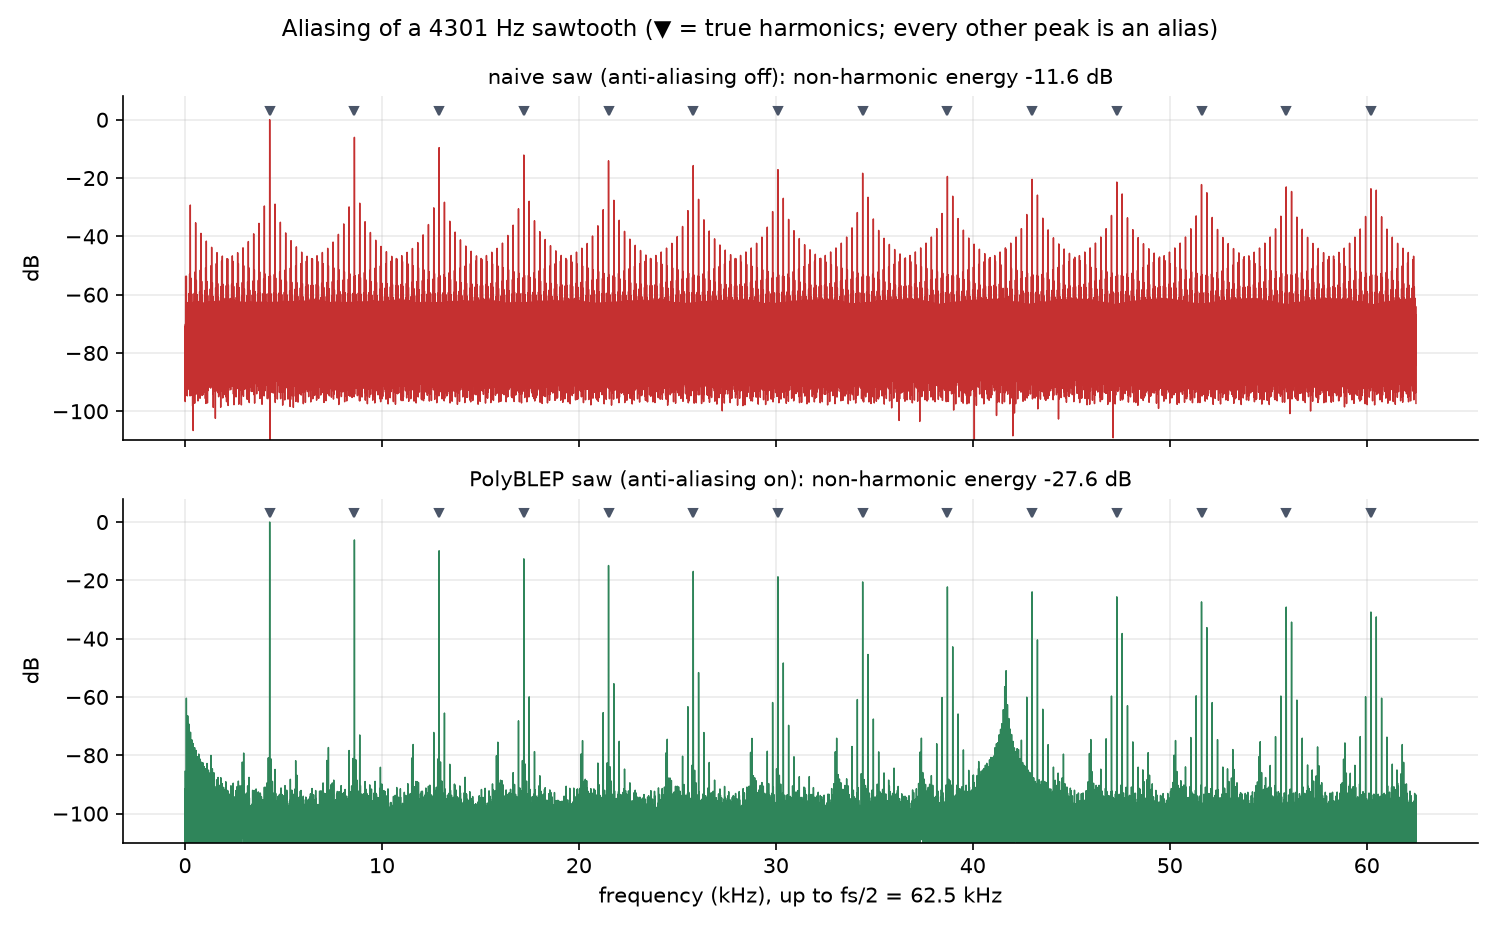 Aliasing of a 4301 Hz sawtooth (▼ = true harmonics; every other peak is an alias)
naive saw (anti-aliasing off): non-harmonic energy -11.6 dB
0
−20
−40
−60
−80
−100
dB
PolyBLEP saw (anti-aliasing on): non-harmonic energy -27.6 dB
0
−20
−40
−60
−80
−100
dB
0 10 20 30 40 50 60
frequency (kHz), up to fs/2 = 62.5 kHz